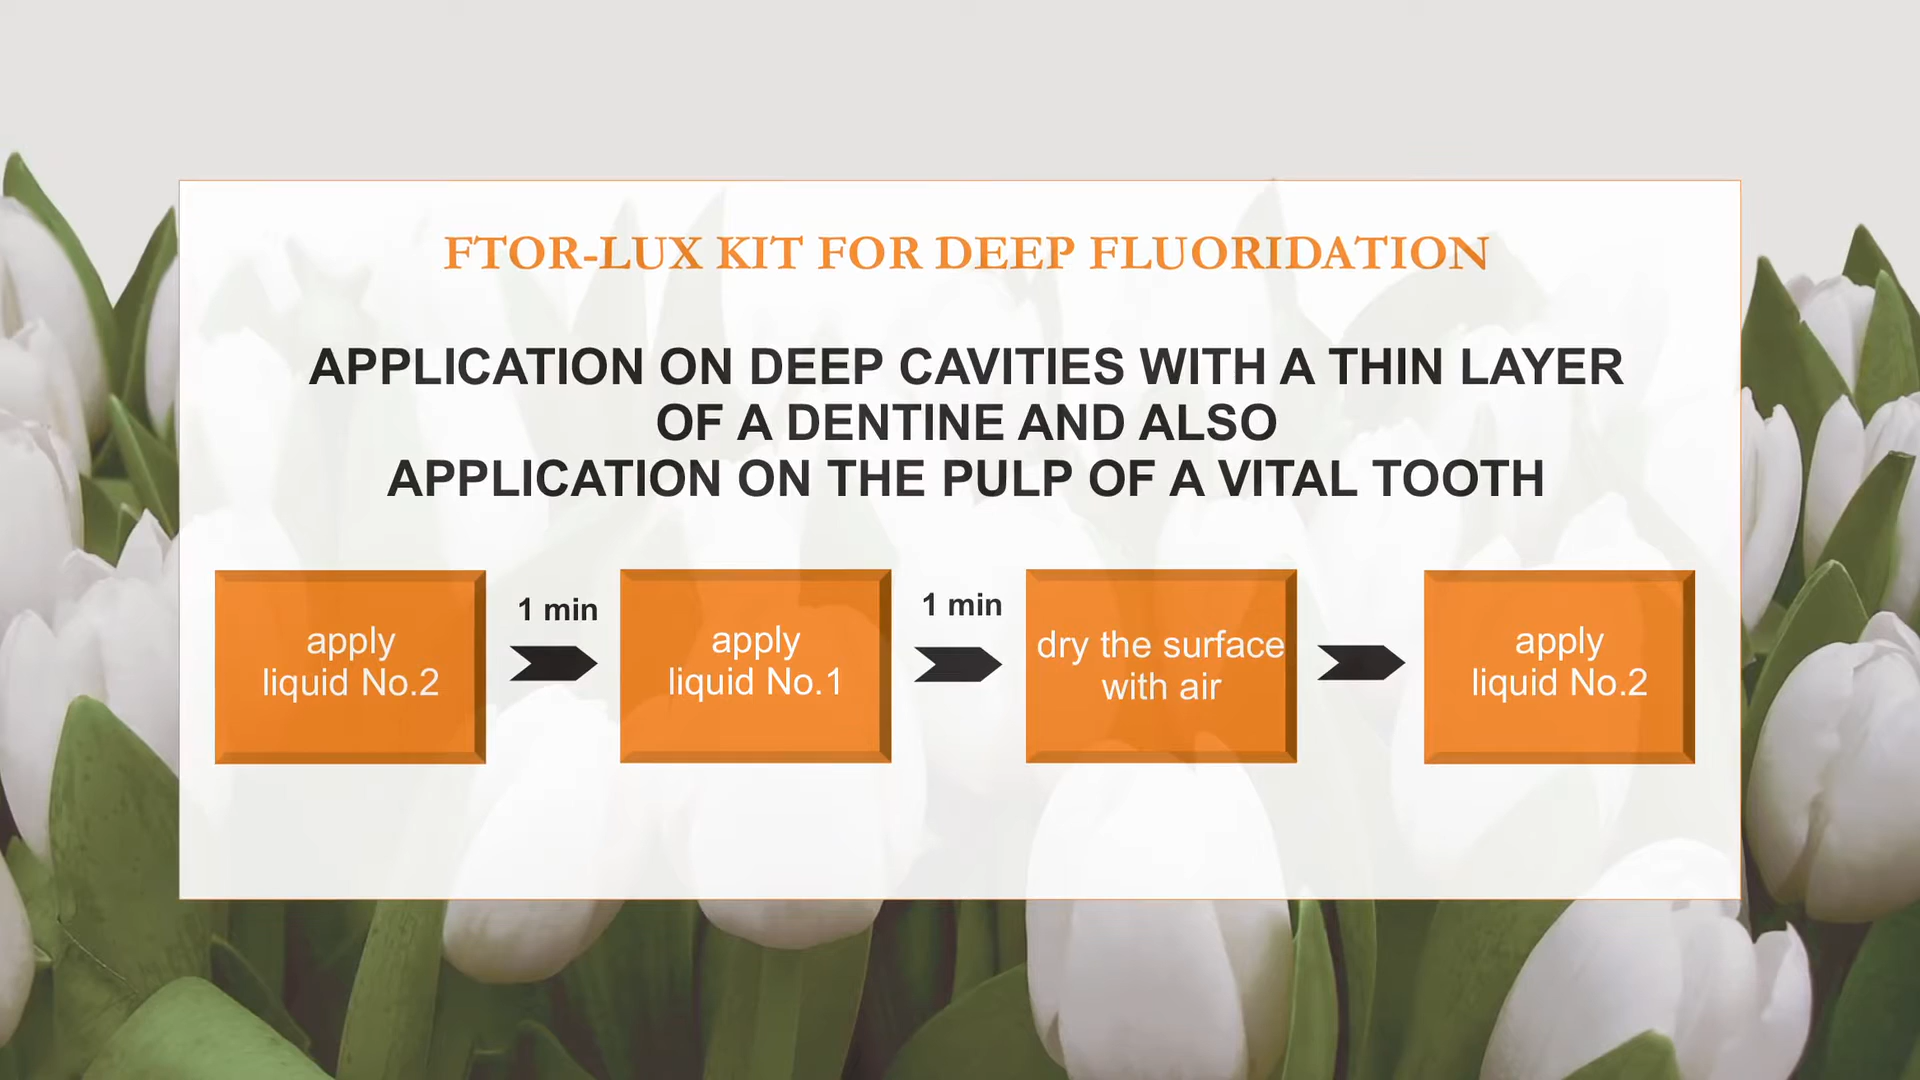 FTOR-LUX KIT FOR DEEP FLUORIDATION
APPLICATION ON DEEP CAVITIES WITH A THIN LAYER
OF A DENTINE AND ALSO
APPLICATION ON THE PULP OF A VITAL TOOTH
apply
liquid No.2
1 min
apply
liquid No.1
1 min
dry the surface
with air
apply
liquid No.2